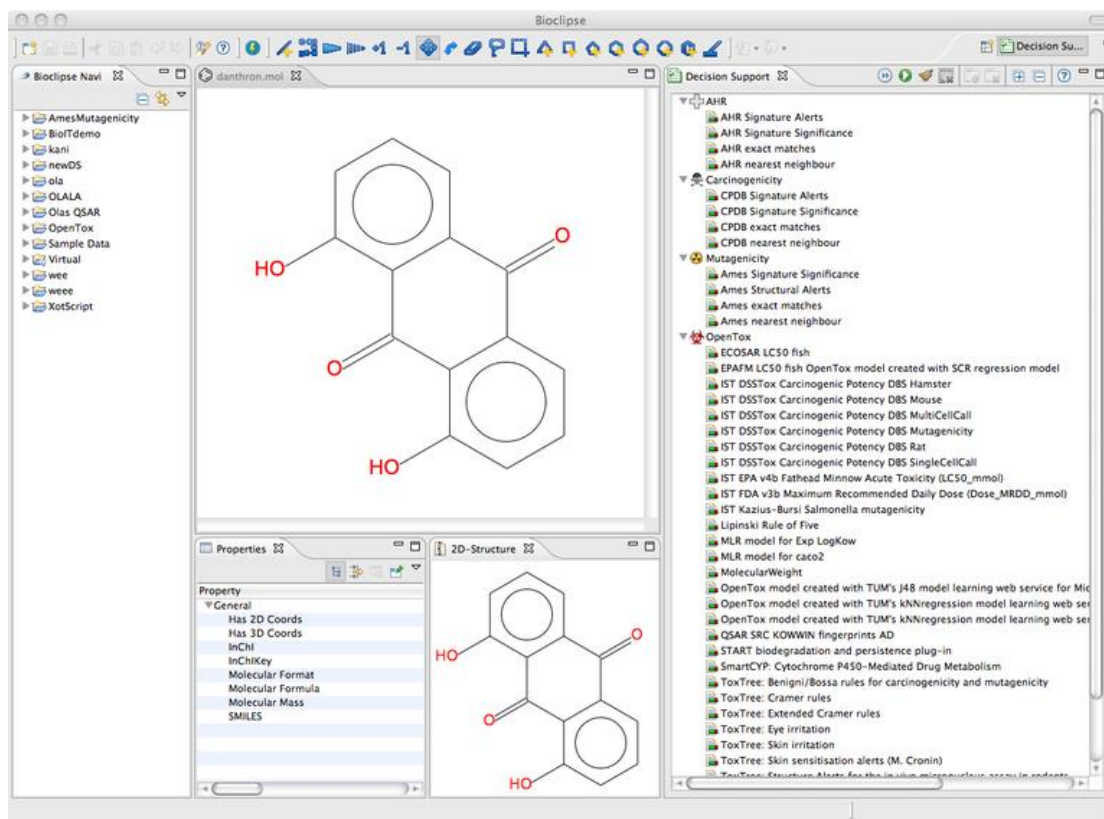 Bioclipse
Decision Su...
Bioclipse Navi
AmesMutagenicity
BioITdemo
kani
newDS
ola
OLALA
Olas QSAR
OpenTox
Sample Data
Virtual
wee
weee
XotScript
danthron.mol
O
HO
O
HO
Properties
Property
General
Has 2D Coords
Has 3D Coords
InChI
InChIKey
Molecular Format
Molecular Formula
Molecular Mass
SMILES
2D-Structure
O
HO
O
HO
Decision Support
AHR
AHR Signature Alerts
AHR Signature Significance
AHR exact matches
AHR nearest neighbour
Carcinogenicity
CPDB Signature Alerts
CPDB Signature Significance
CPDB exact matches
CPDB nearest neighbour
Mutagenicity
Ames Signature Significance
Ames Structural Alerts
Ames exact matches
Ames nearest neighbour
OpenTox
ECOSAR LC50 fish
EPAFM LC50 fish OpenTox model created with SCR regression model
IST DSSTox Carcinogenic Potency DBS Hamster
IST DSSTox Carcinogenic Potency DBS Mouse
IST DSSTox Carcinogenic Potency DBS MultiCellCall
IST DSSTox Carcinogenic Potency DBS Mutagenicity
IST DSSTox Carcinogenic Potency DBS Rat
IST DSSTox Carcinogenic Potency DBS SingleCellCall
IST EPA v4b Fathead Minnow Acute Toxicity (LC50_mmol)
IST FDA v3b Maximum Recommended Daily Dose (Dose_MRDD_mmol)
IST Kazius-Bursi Salmonella mutagenicity
Lipinski Rule of Five
MLR model for Exp LogKow
MLR model for caco2
MolecularWeight
OpenTox model created with TUM's J48 model learning web service for Mic
OpenTox model created with TUM's kNNregression model learning web ser
OpenTox model created with TUM's kNNregression model learning web ser
QSAR SRC KOWWIN fingerprints AD
START biodegradation and persistence plug-in
SmartCYP: Cytochrome P450-Mediated Drug Metabolism
ToxTree: Benigni/Bossa rules for carcinogenicity and mutagenicity
ToxTree: Cramer rules
ToxTree: Extended Cramer rules
ToxTree: Eye irritation
ToxTree: Skin irritation
ToxTree: Skin sensitisation alerts (M. Cronin)
ToxTree: Structure Alerts for the in vivo micronucleus assay in rodents